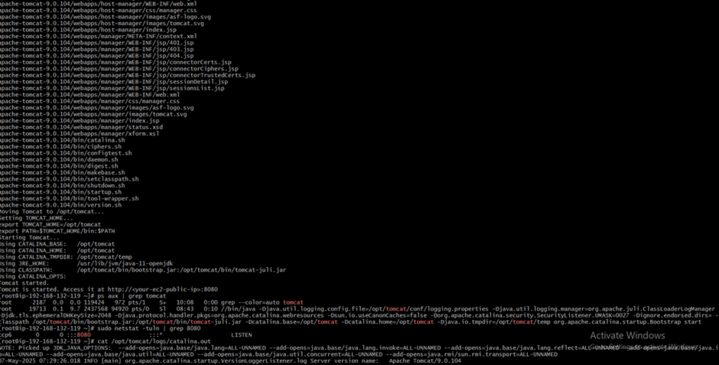 apache-tomcat-9.0.104/webapps/host-manager/WEB-INF/web.xml
apache-tomcat-9.0.104/webapps/host-manager/css/manager.css
apache-tomcat-9.0.104/webapps/host-manager/images/asf-logo.svg
apache-tomcat-9.0.104/webapps/host-manager/images/tomcat.svg
apache-tomcat-9.0.104/webapps/host-manager/index.jsp
apache-tomcat-9.0.104/webapps/manager/META-INF/context.xml
apache-tomcat-9.0.104/webapps/manager/WEB-INF/jsp/401.jsp
apache-tomcat-9.0.104/webapps/manager/WEB-INF/jsp/403.jsp
apache-tomcat-9.0.104/webapps/manager/WEB-INF/jsp/404.jsp
apache-tomcat-9.0.104/webapps/manager/WEB-INF/jsp/connectorCerts.jsp
apache-tomcat-9.0.104/webapps/manager/WEB-INF/jsp/connectorCiphers.jsp
apache-tomcat-9.0.104/webapps/manager/WEB-INF/jsp/connectorTrustedCerts.jsp
apache-tomcat-9.0.104/webapps/manager/WEB-INF/jsp/sessionDetail.jsp
apache-tomcat-9.0.104/webapps/manager/WEB-INF/jsp/sessionsList.jsp
apache-tomcat-9.0.104/webapps/manager/WEB-INF/web.xml
apache-tomcat-9.0.104/webapps/manager/css/manager.css
apache-tomcat-9.0.104/webapps/manager/images/asf-logo.svg
apache-tomcat-9.0.104/webapps/manager/images/tomcat.svg
apache-tomcat-9.0.104/webapps/manager/index.jsp
apache-tomcat-9.0.104/webapps/manager/status.xsd
apache-tomcat-9.0.104/webapps/manager/xform.xsl
apache-tomcat-9.0.104/bin/catalina.sh
apache-tomcat-9.0.104/bin/ciphers.sh
apache-tomcat-9.0.104/bin/configtest.sh
apache-tomcat-9.0.104/bin/daemon.sh
apache-tomcat-9.0.104/bin/digest.sh
apache-tomcat-9.0.104/bin/makebase.sh
apache-tomcat-9.0.104/bin/setclasspath.sh
apache-tomcat-9.0.104/bin/shutdown.sh
apache-tomcat-9.0.104/bin/startup.sh
apache-tomcat-9.0.104/bin/tool-wrapper.sh
apache-tomcat-9.0.104/bin/version.sh
Moving Tomcat to /opt/tomcat...
Setting TOMCAT_HOME...
export TOMCAT_HOME=/opt/tomcat
export PATH=$TOMCAT_HOME/bin:$PATH
Starting Tomcat...
Using CATALINA_BASE: /opt/tomcat
Using CATALINA_HOME: /opt/tomcat
Using CATALINA_TMPDIR: /opt/tomcat/temp
Using JRE_HOME: /usr/lib/jvm/java-11-openjdk
Using CLASSPATH: /opt/tomcat/bin/bootstrap.jar:/opt/tomcat/bin/tomcat-juli.jar
Using CATALINA_OPTS:
Tomcat started.
Tomcat is started. Access it at http://<your-ec2-public-ip>:8080
[root@ip-192-168-132-119 ~]# ps aux | grep tomcat
root 2187 0.0 0.0 119424 972 pts/1 S+ 10:08 0:00 grep --color=auto tomcat
root 19713 0.1 9.7 2437568 94920 pts/0 Sl 08:43 0:10 /bin/java -Djava.util.logging.config.file=/opt/tomcat/conf/logging.properties -Djava.util.logging.manager=org.apache.juli.ClassLoaderLogManager
-Djdk.tls.ephemeralDHKeySize=2048 -Djava.protocol.handler.pkgs=org.apache.catalina.webresources -Dsun.io.useCanonCaches=false -Dorg.apache.catalina.security.SecurityListener.UMASK=0027 -Dignore.endorsed.dirs= -
classpath /opt/tomcat/bin/bootstrap.jar:/opt/tomcat/bin/tomcat-juli.jar -Dcatalina.base=/opt/tomcat -Dcatalina.home=/opt/tomcat -Djava.io.tmpdir=/opt/tomcat/temp org.apache.catalina.startup.Bootstrap start
[root@ip-192-168-132-119 ~]# sudo netstat -tuln | grep 8080
tcp6 0 0 :::8080 :::* LISTEN
[root@ip-192-168-132-119 ~]# cat /opt/tomcat/logs/catalina.out
NOTE: Picked up JDK_JAVA_OPTIONS: --add-opens=java.base/java.lang=ALL-UNNAMED --add-opens=java.base/java.lang.invoke=ALL-UNNAMED --add-opens=java.base/java.lang.reflect=ALL-UNNAMED --add-opens=java.base/java.io
=ALL-UNNAMED --add-opens=java.base/java.util=ALL-UNNAMED --add-opens=java.base/java.util.concurrent=ALL-UNNAMED --add-opens=java.rmi/sun.rmi.transport=ALL-UNNAMED
07-May-2025 07:29:26.018 INFO [main] org.apache.catalina.startup.VersionLoggerListener.log Server version name: Apache Tomcat/9.0.104
Activate Windows